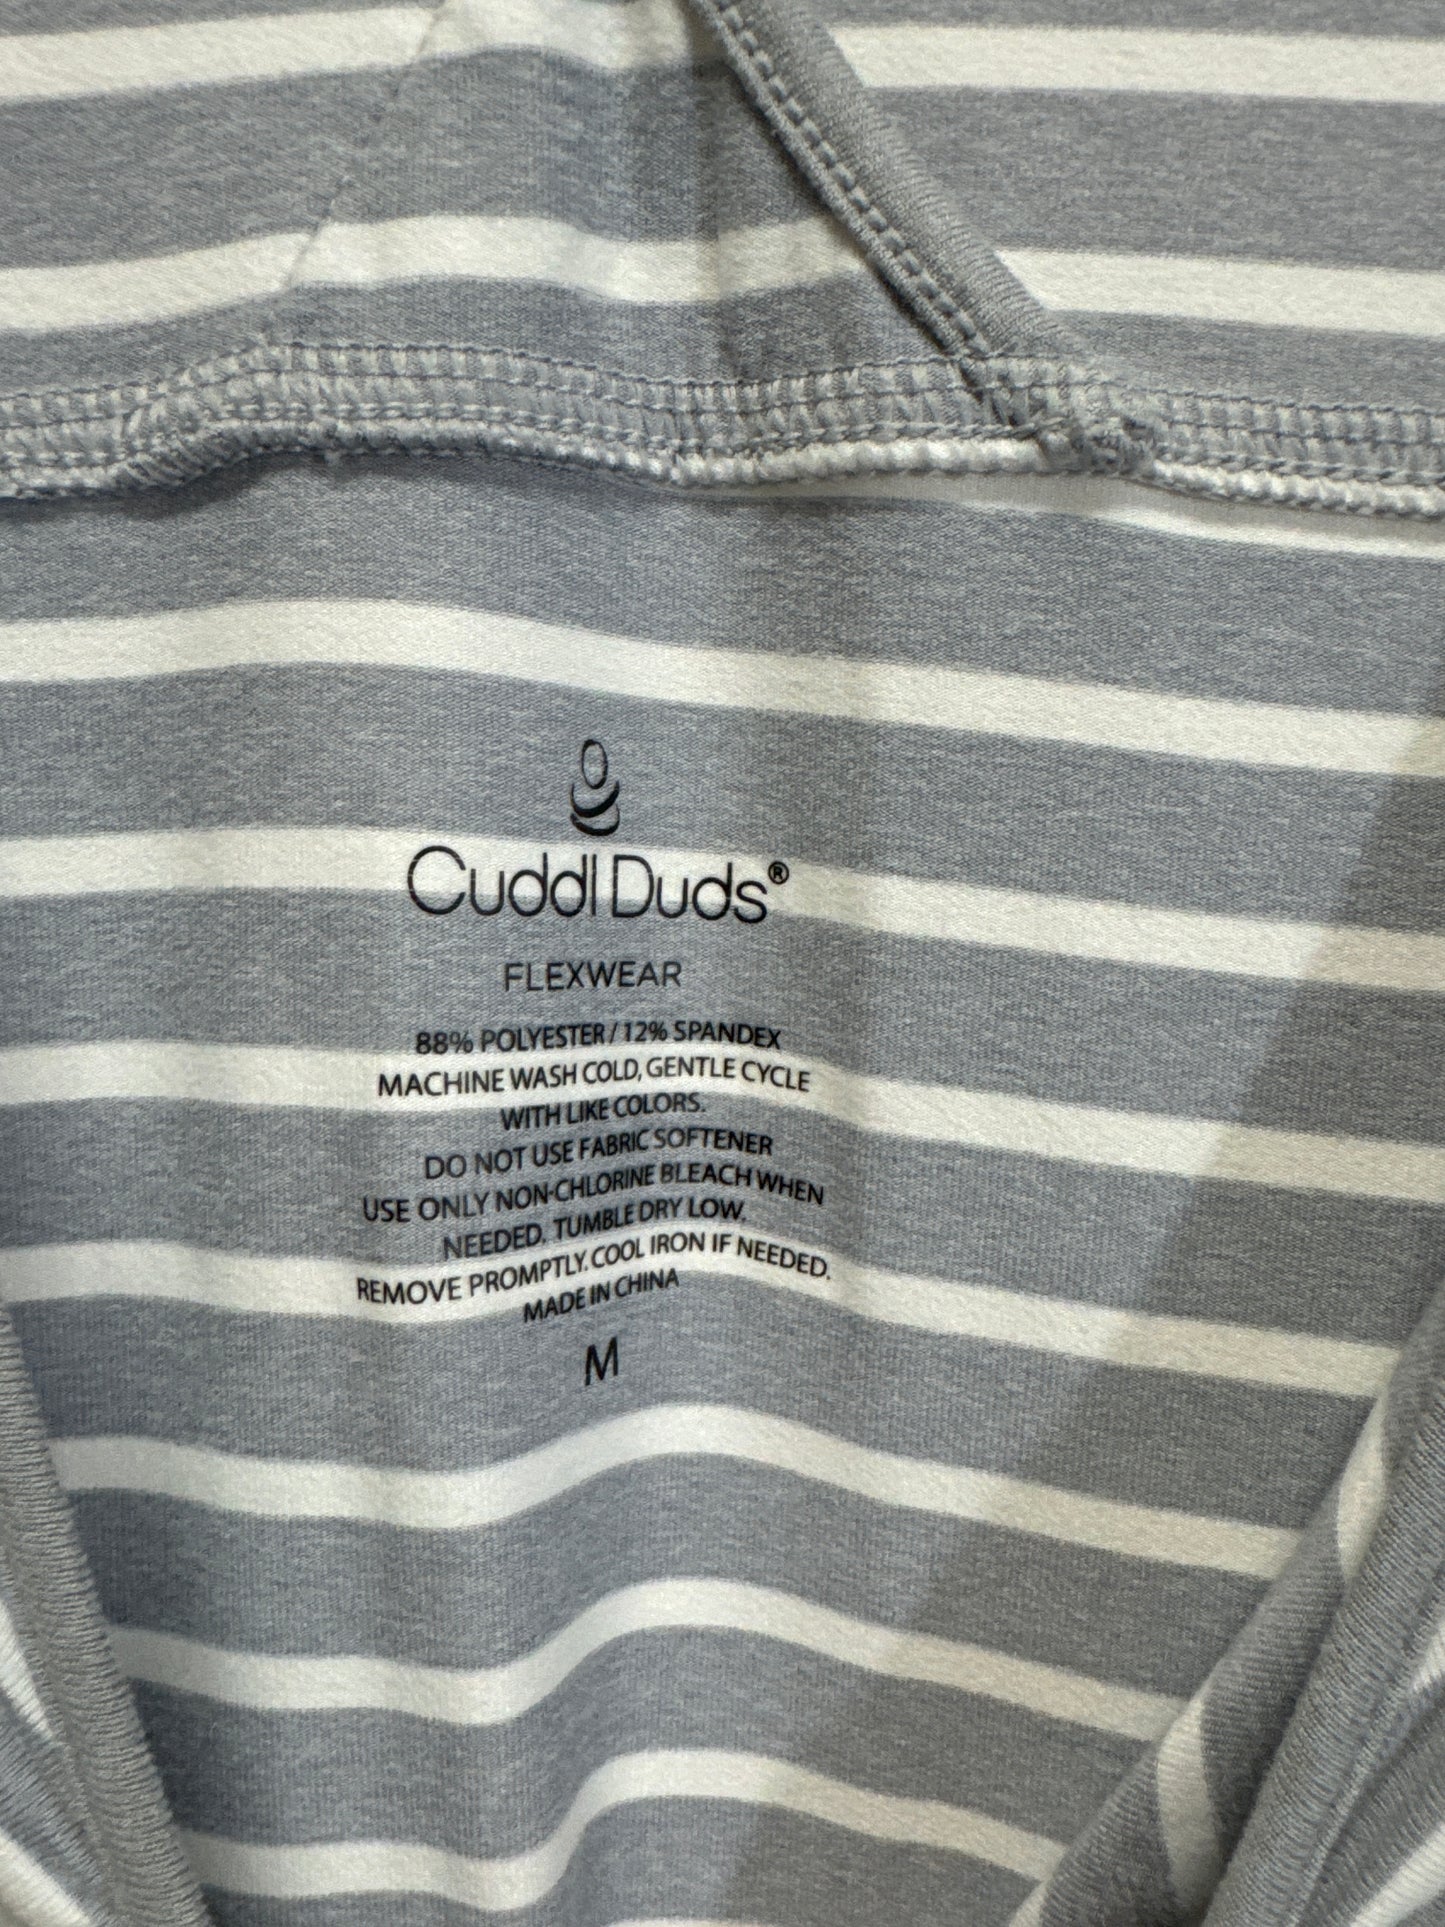 Cuddl Duds®
FLEXWEAR
88% POLYESTER / 12% SPANDEX
MACHINE WASH COLD, GENTLE CYCLE
WITH LIKE COLORS.
DO NOT USE FABRIC SOFTENER
USE ONLY NON-CHLORINE BLEACH WHEN
NEEDED. TUMBLE DRY LOW.
REMOVE PROMPTLY. COOL IRON IF NEEDED.
MADE IN CHINA
M